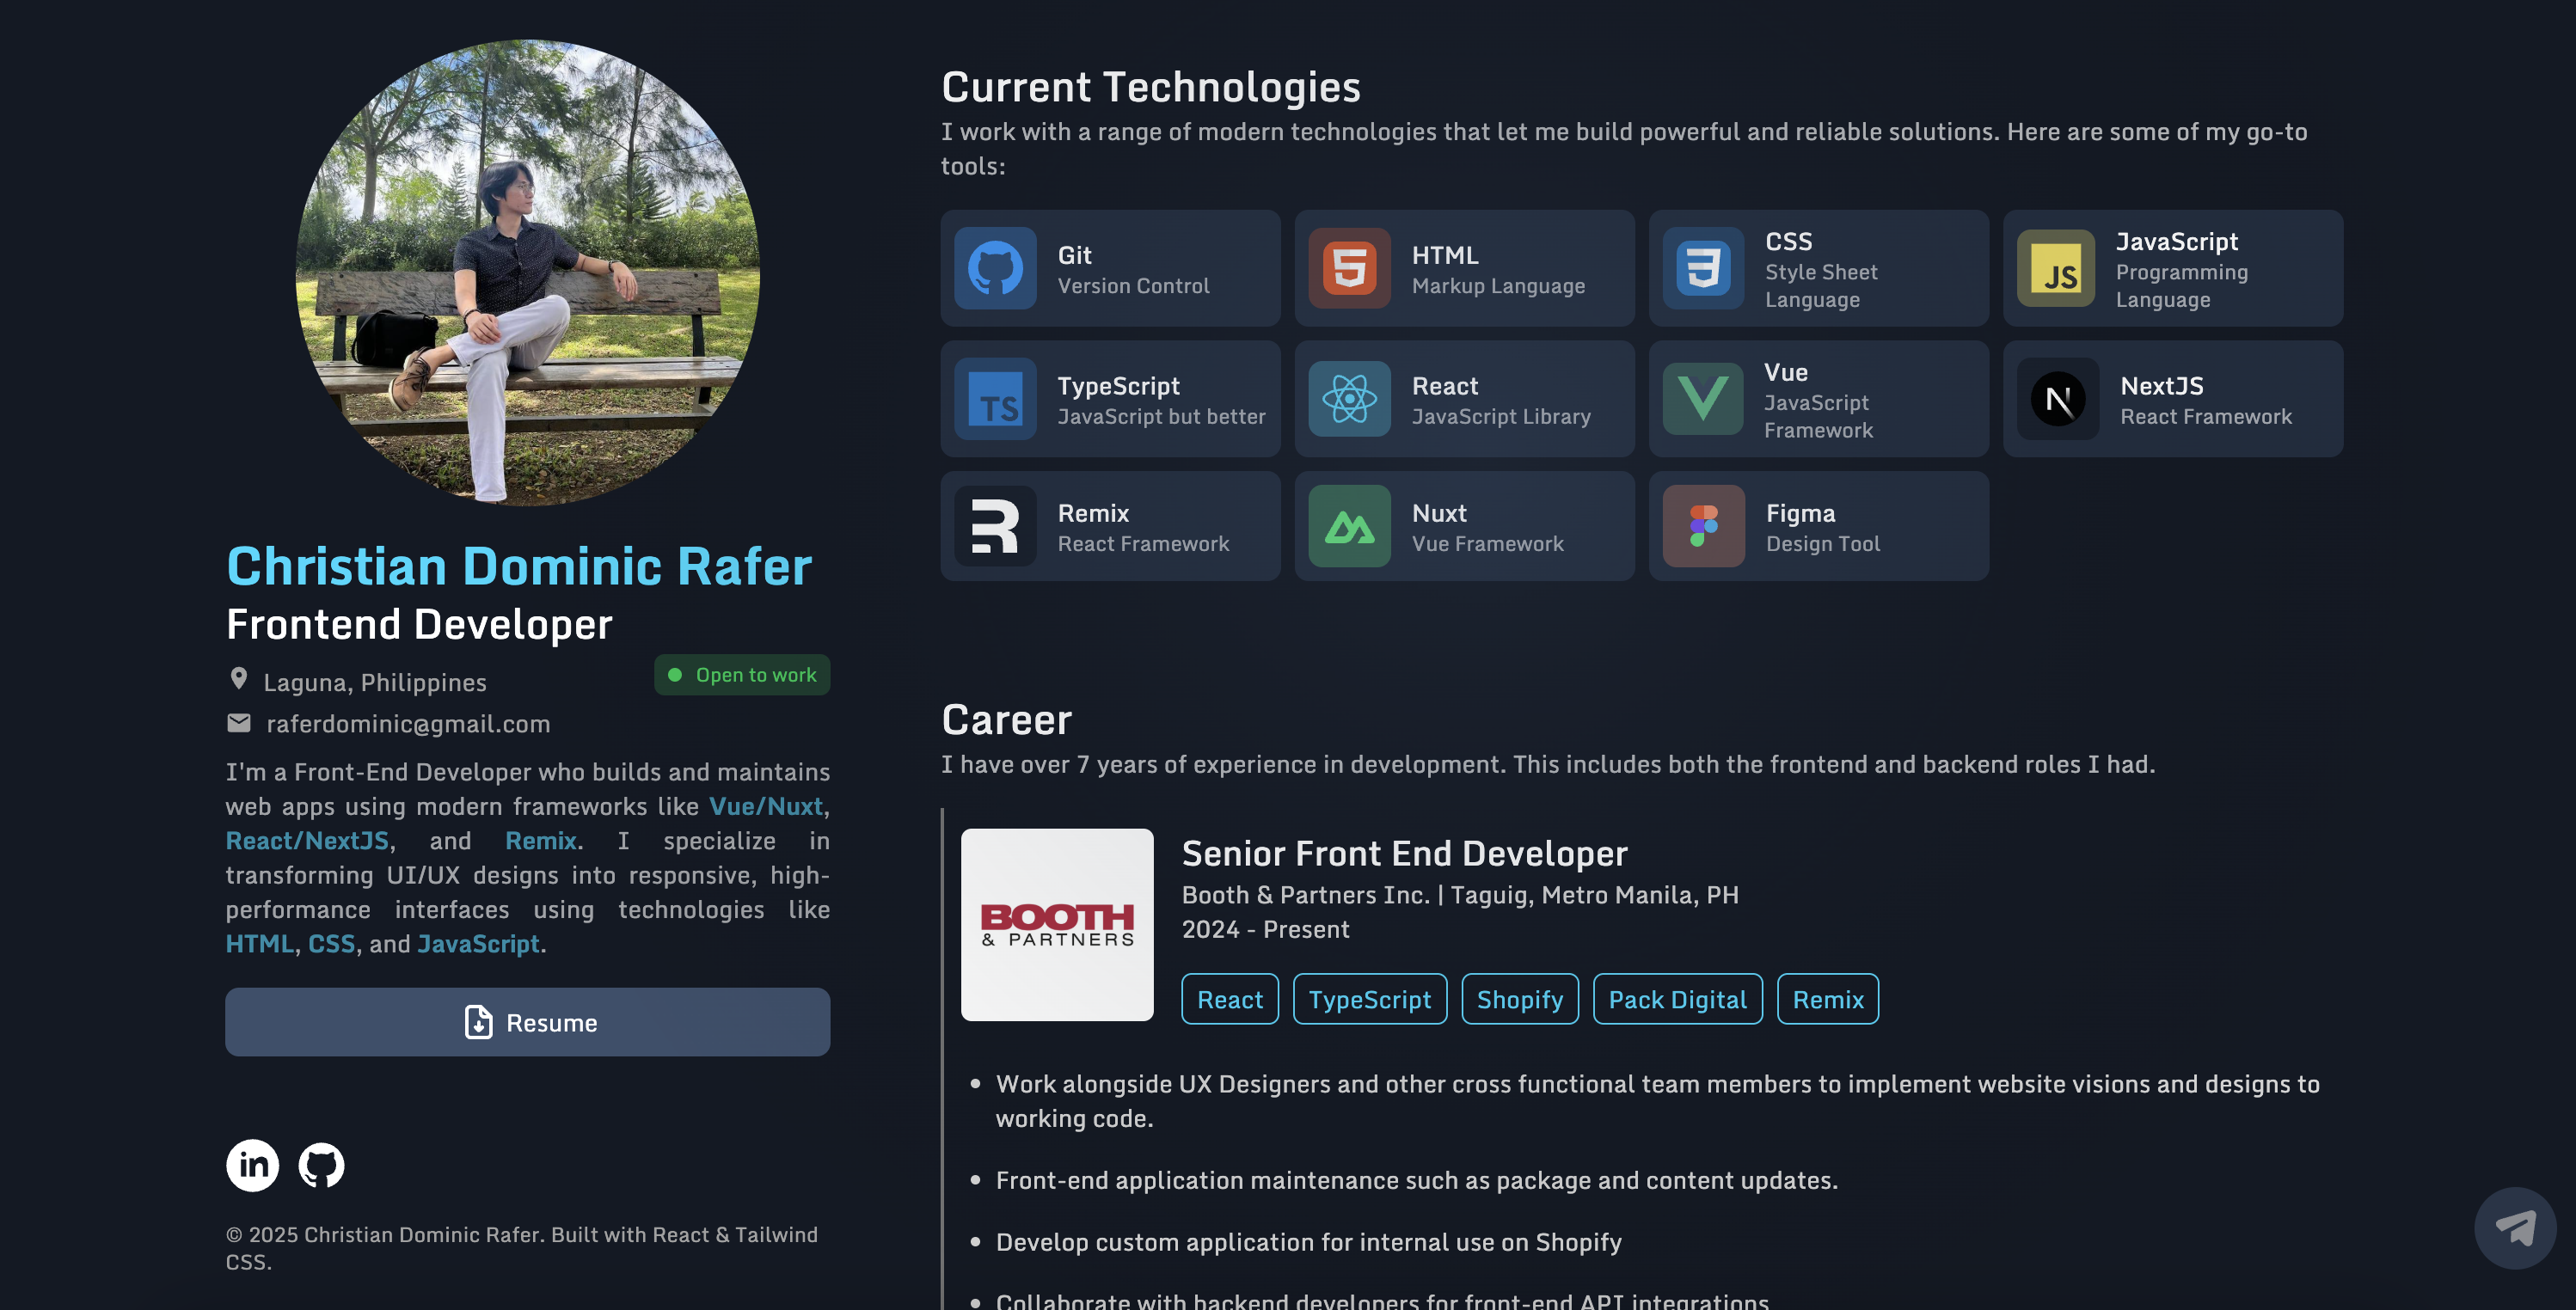 Christian Dominic Rafer
Frontend Developer
Laguna, Philippines
Open to work
raferdominic@gmail.com
I'm a Front-End Developer who builds and maintains
web apps using modern frameworks like Vue/Nuxt,
React/NextJS, and Remix. I specialize in
transforming UI/UX designs into responsive, high-
performance interfaces using technologies like
HTML, CSS, and JavaScript.
Resume
in
© 2025 Christian Dominic Rafer. Built with React & Tailwind
CSS.
Current Technologies
I work with a range of modern technologies that let me build powerful and reliable solutions. Here are some of my go-to
tools:
Git
Version Control
HTML
Markup Language
CSS
Style Sheet
Language
JS
JavaScript
Programming
Language
TS
TypeScript
JavaScript but better
React
JavaScript Library
Vue
JavaScript
Framework
N
NextJS
React Framework
R
Remix
React Framework
Nuxt
Vue Framework
Figma
Design Tool
Career
I have over 7 years of experience in development. This includes both the frontend and backend roles I had.
BOOTH
& PARTNERS
Senior Front End Developer
Booth & Partners Inc. | Taguig, Metro Manila, PH
2024 - Present
React
TypeScript
Shopify
Pack Digital
Remix
• Work alongside UX Designers and other cross functional team members to implement website visions and designs to
working code.
• Front-end application maintenance such as package and content updates.
• Develop custom application for internal use on Shopify
• Collaborate with backend developers for front-end API integrations